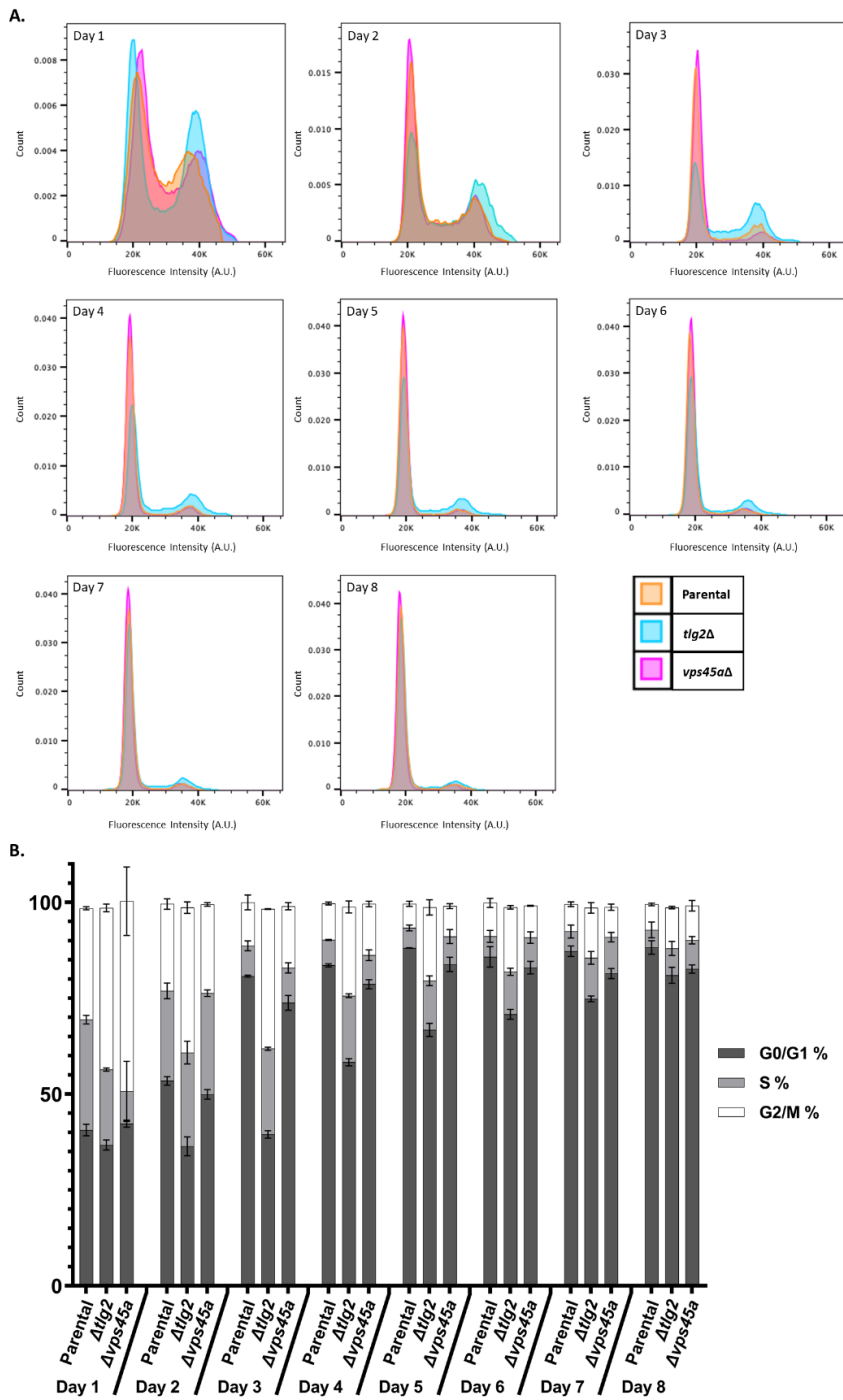 A.
Day 1
Day 2
Day 3
0.008
0.006
0.004
0.002
0
0.015
0.010
0.005
0
0.030
0.020
0.010
0
Count
Count
Count
0 20K 40K 60K
0 20K 40K 60K
0 20K 40K 60K
Fluorescence Intensity (A.U.)
Fluorescence Intensity (A.U.)
Fluorescence Intensity (A.U.)
Day 4
Day 5
Day 6
0.040
0.030
0.020
0.010
0
0.040
0.030
0.020
0.010
0
0.040
0.030
0.020
0.010
0
Count
Count
Count
0 20K 40K 60K
0 20K 40K 60K
0 20K 40K 60K
Fluorescence Intensity (A.U.)
Fluorescence Intensity (A.U.)
Fluorescence Intensity (A.U.)
Day 7
Day 8
0.040
0.030
0.020
0.010
0
0.040
0.030
0.020
0.010
0
Count
Count
0 20K 40K 60K
0 20K 40K 60K
Fluorescence Intensity (A.U.)
Fluorescence Intensity (A.U.)
Parental
tlg2Δ
vps45aΔ
B.
100
50
0
G0/G1 %
S %
G2/M %
Parental
Δtlg2
Δvps45a
Parental
Δtlg2
Δvps45a
Parental
Δtlg2
Δvps45a
Parental
Δtlg2
Δvps45a
Parental
Δtlg2
Δvps45a
Parental
Δtlg2
Δvps45a
Parental
Δtlg2
Δvps45a
Parental
Δtlg2
Δvps45a
Day 1
Day 2
Day 3
Day 4
Day 5
Day 6
Day 7
Day 8